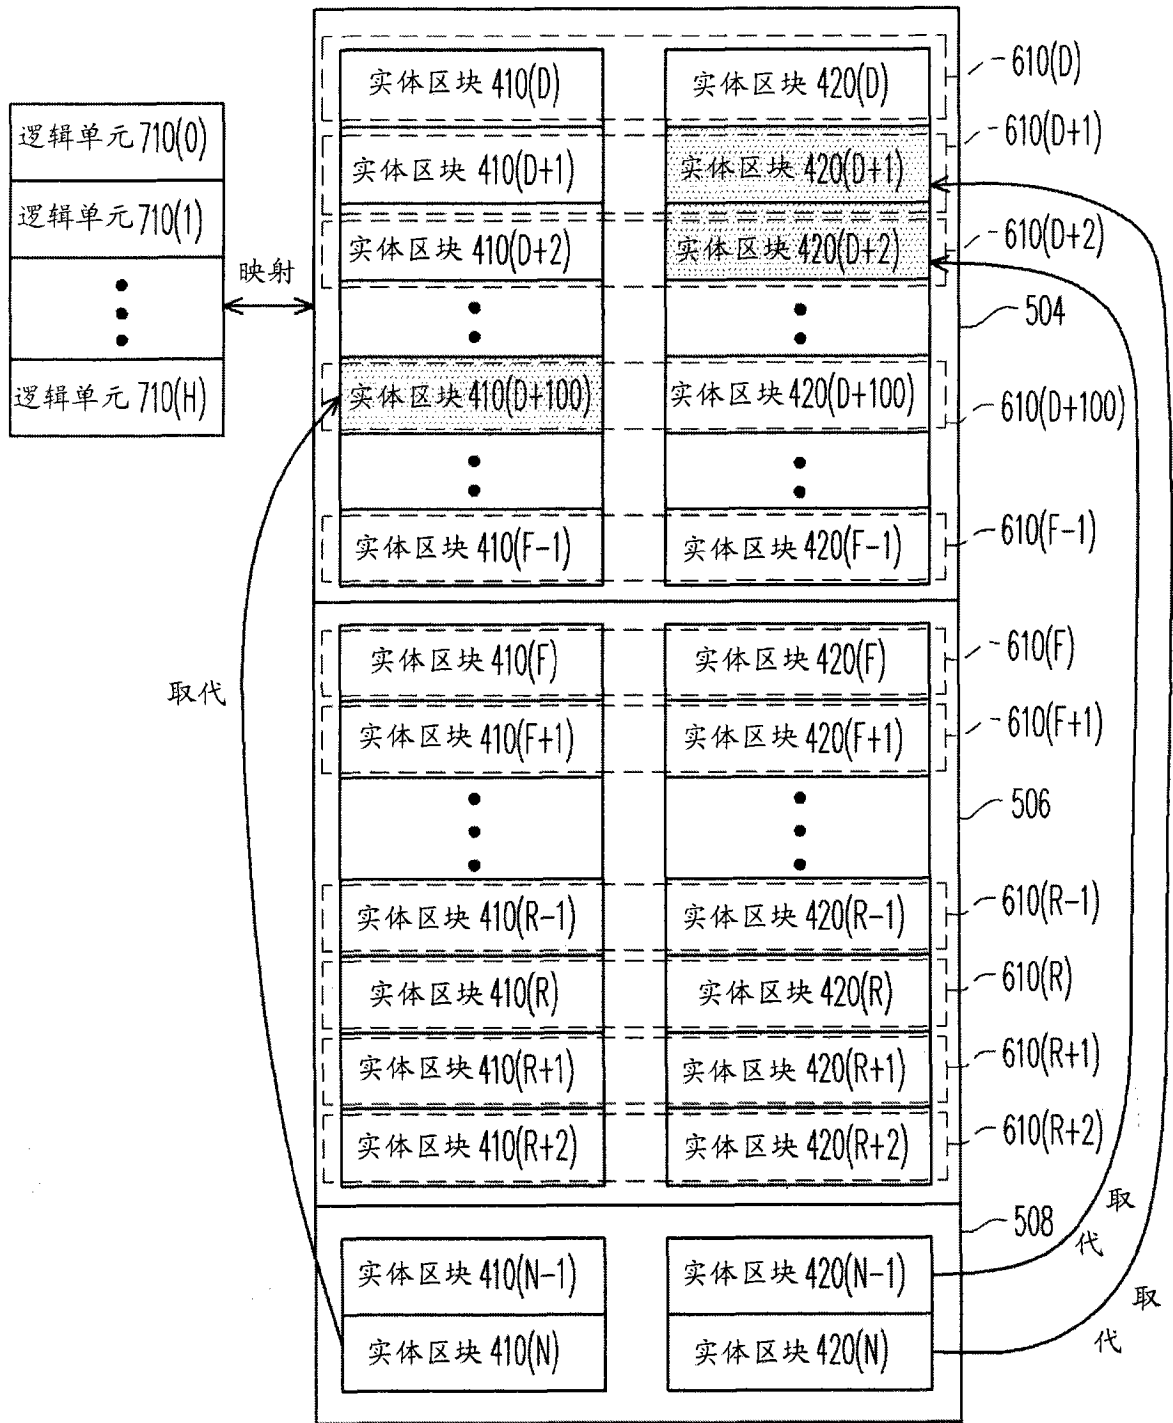 实体区块 410(D)
实体区块 420(D)
610(D)
逻辑单元 710(0)
实体区块 410(D+1)
实体区块 420(D+1)
610(D+1)
逻辑单元 710(1)
实体区块 410(D+2)
实体区块 420(D+2)
610(D+2)
映射
504
逻辑单元 710(H)
实体区块 410(D+100)
实体区块 420(D+100)
610(D+100)
实体区块 410(F-1)
实体区块 420(F-1)
610(F-1)
实体区块 410(F)
实体区块 420(F)
610(F)
取代
实体区块 410(F+1)
实体区块 420(F+1)
610(F+1)
506
实体区块 410(R-1)
实体区块 420(R-1)
610(R-1)
实体区块 410(R)
实体区块 420(R)
610(R)
实体区块 410(R+1)
实体区块 420(R+1)
610(R+1)
实体区块 410(R+2)
实体区块 420(R+2)
610(R+2)
508
取代
实体区块 410(N-1)
实体区块 420(N-1)
取代
实体区块 410(N)
实体区块 420(N)